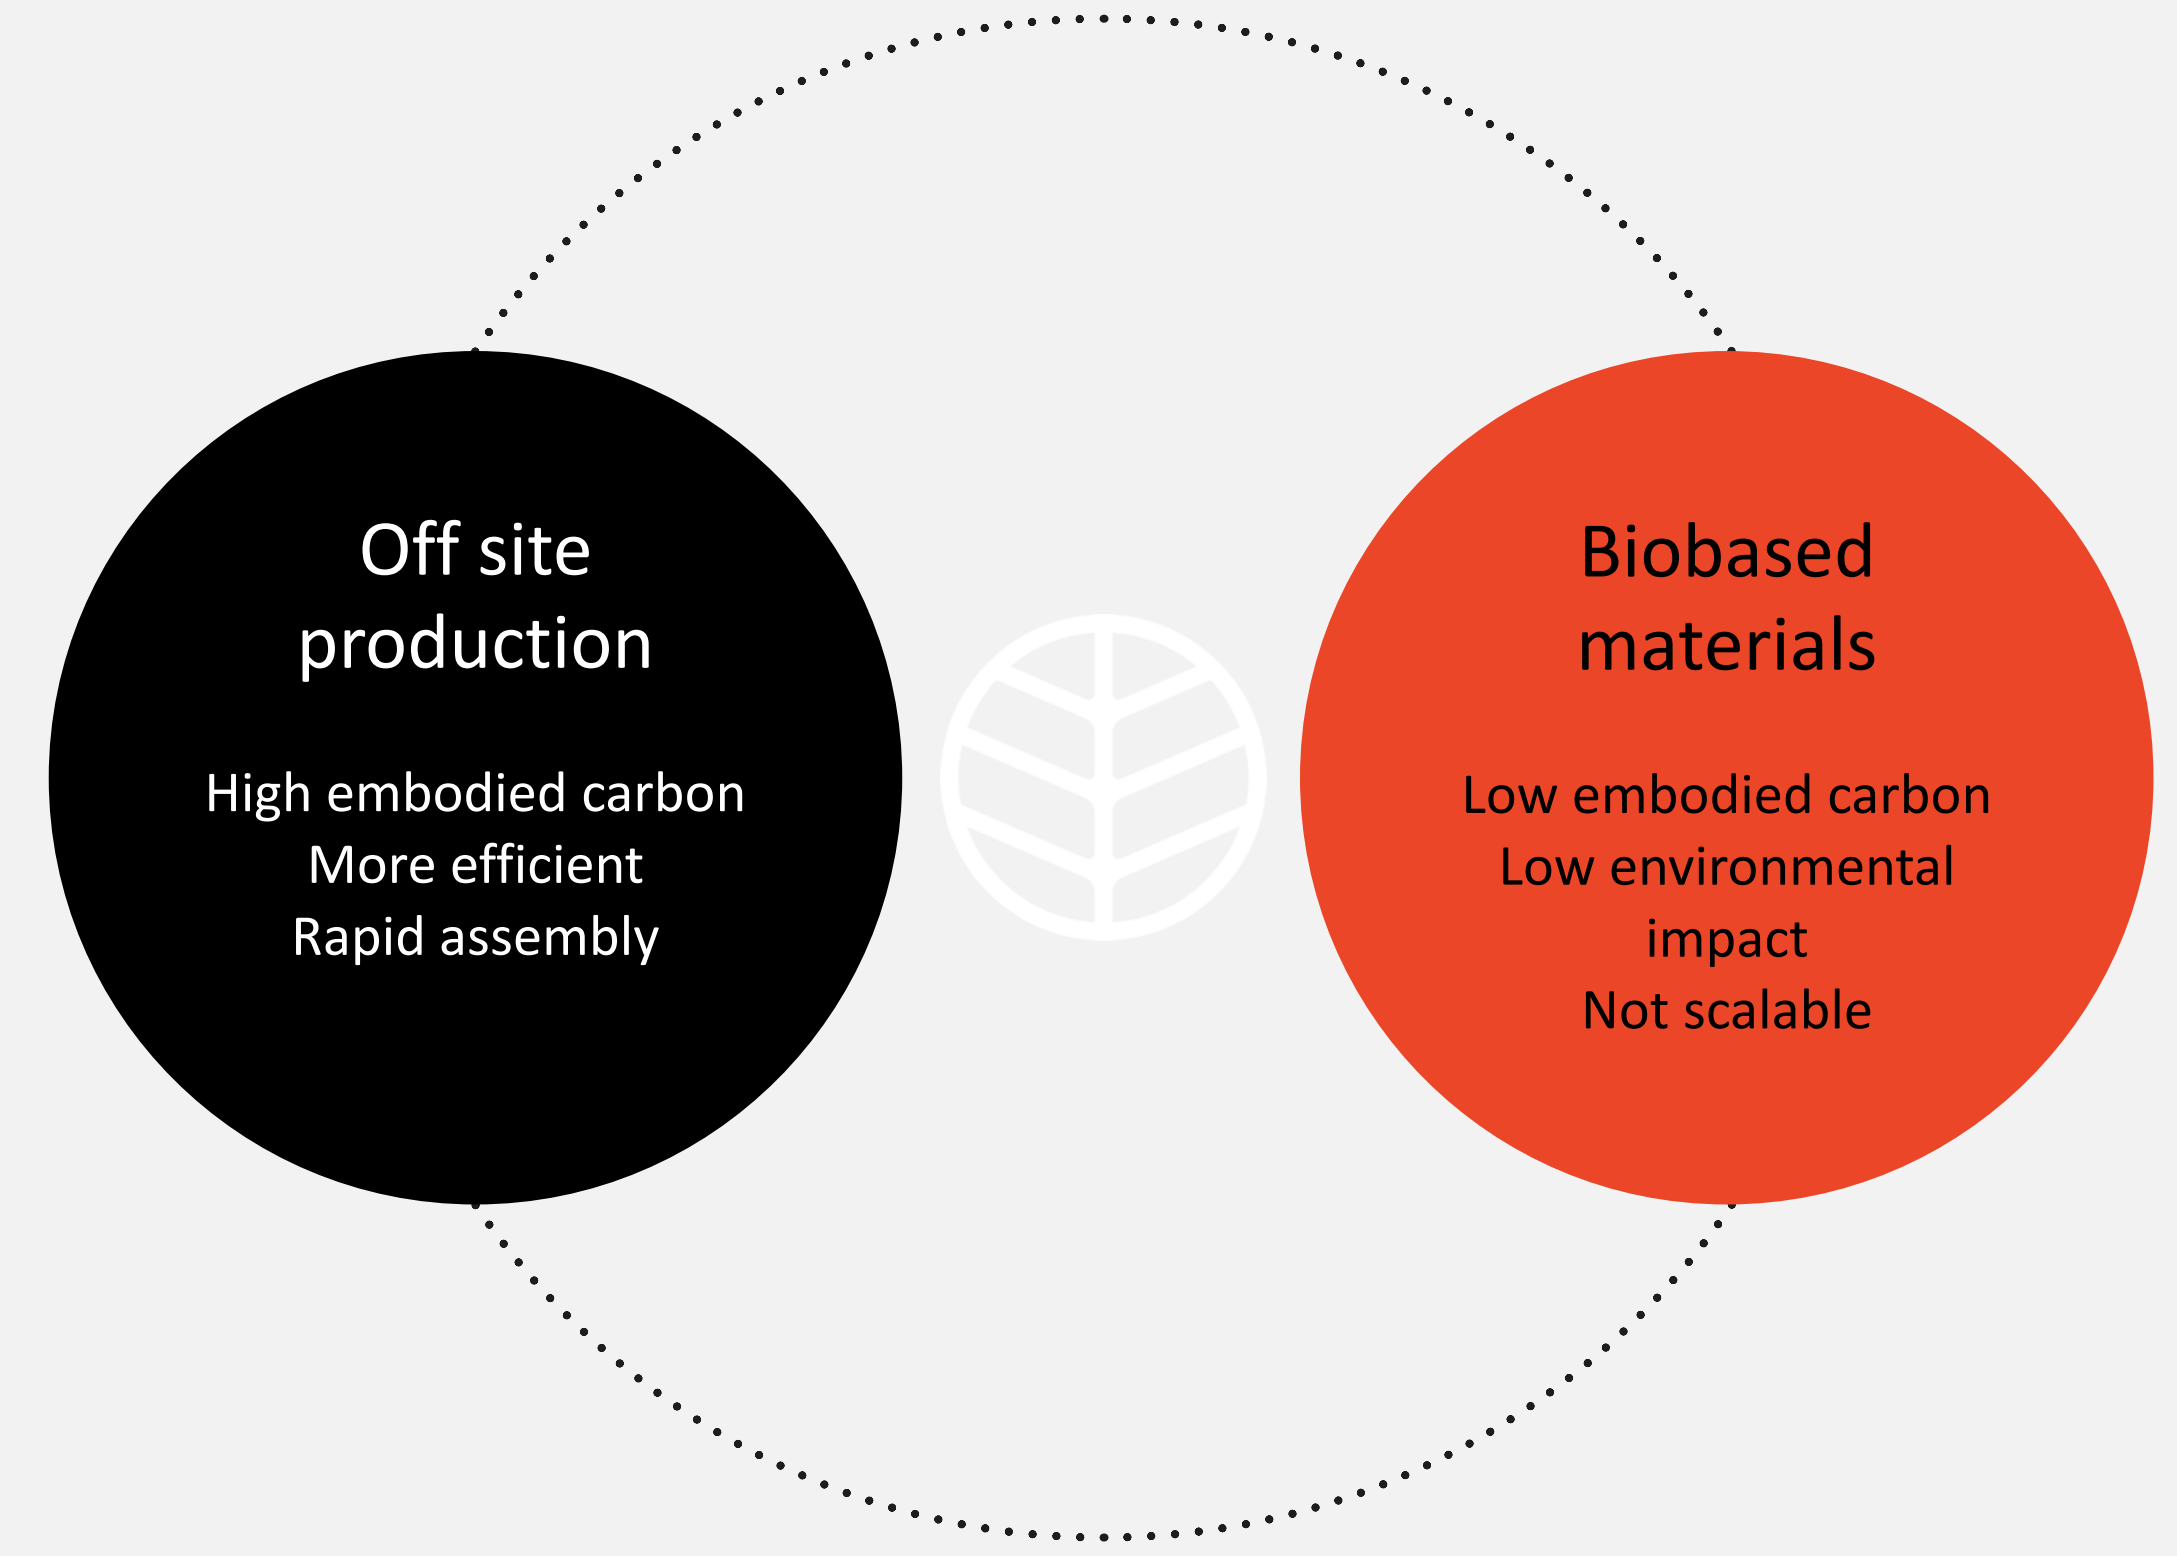 Off site
production
High embodied carbon
More efficient
Rapid assembly
Biobased
materials
Low embodied carbon
Low environmental
impact
Not scalable